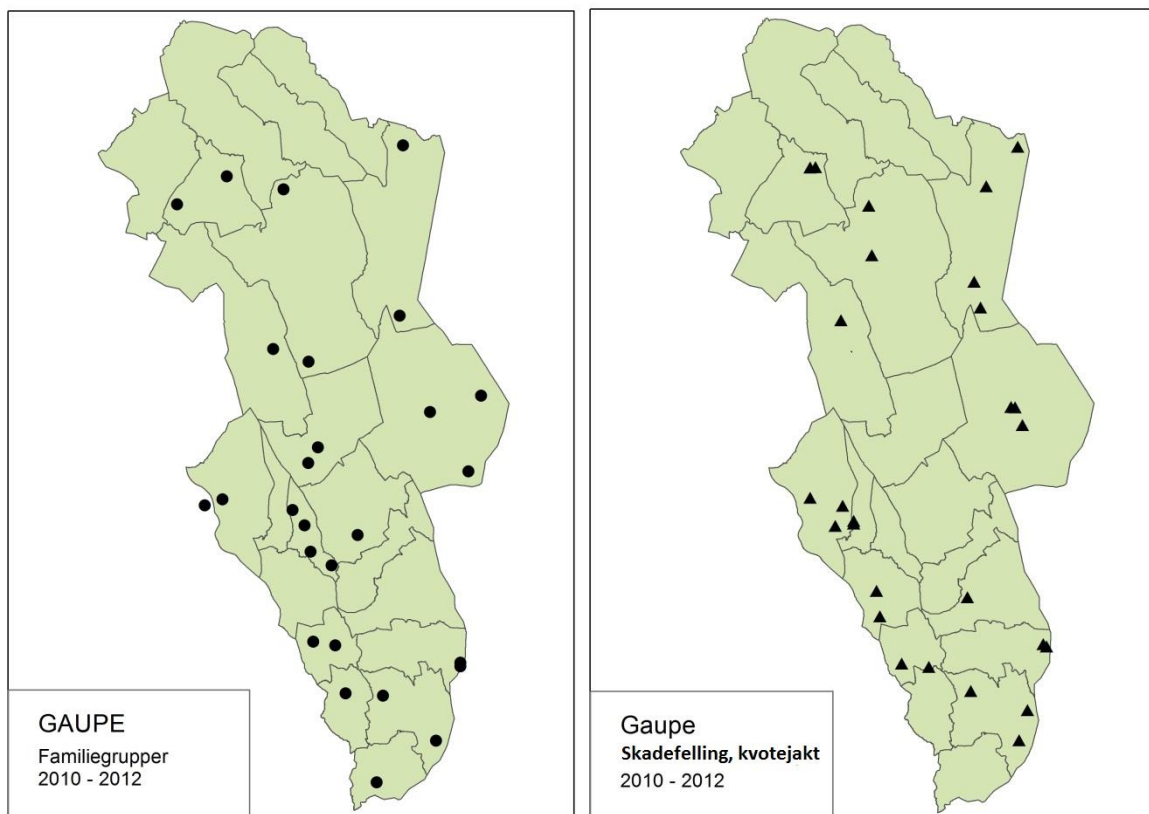 GAUPE
Familiegrupper
2010 - 2012
Gaupe
Skadefelling, kvotejakt
2010 - 2012